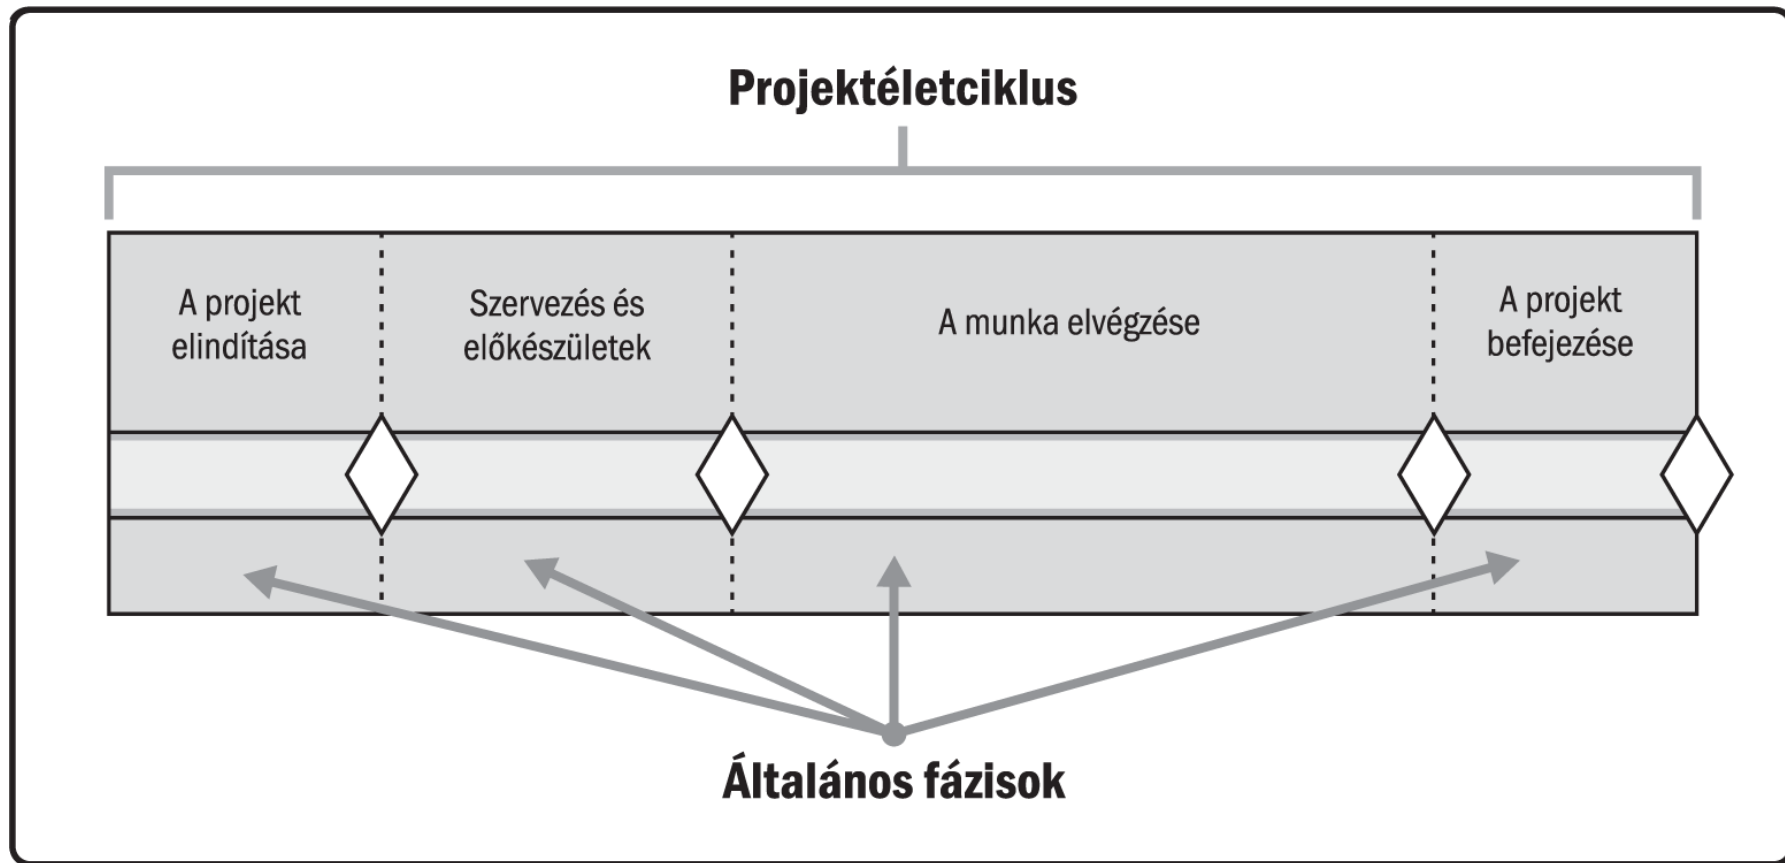 Projektéletciklus
A projekt
elindítása
Szervezés és
előkészületek
A munka elvégzése
A projekt
befejezése
Általános fázisok